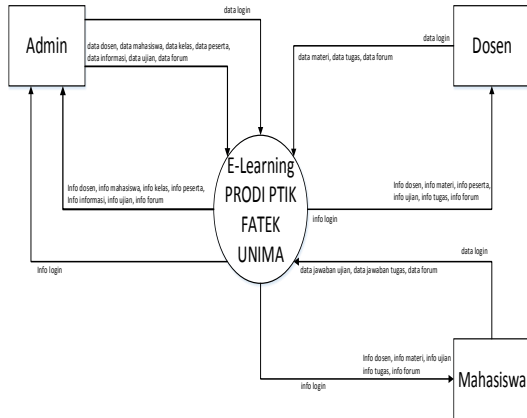 data login
Admin
Dosen
data dosen, data mahasiswa, data kelas, data peserta,
data informasi, data ujian, data forum
data login
data materi, data tugas, data forum
E-Learning
PRODI PTIK
FATEK
UNIMA
Info dosen, info mahasiswa, info kelas, info peserta,
Info informasi, info ujian, info forum
Info dosen, info materi, info peserta,
info ujian, info tugas, info forum
info login
data login
Info login
data jawaban ujian, data jawaban tugas, data forum
Info dosen, info materi, info ujian
info tugas, info forum
info login
Mahasiswa